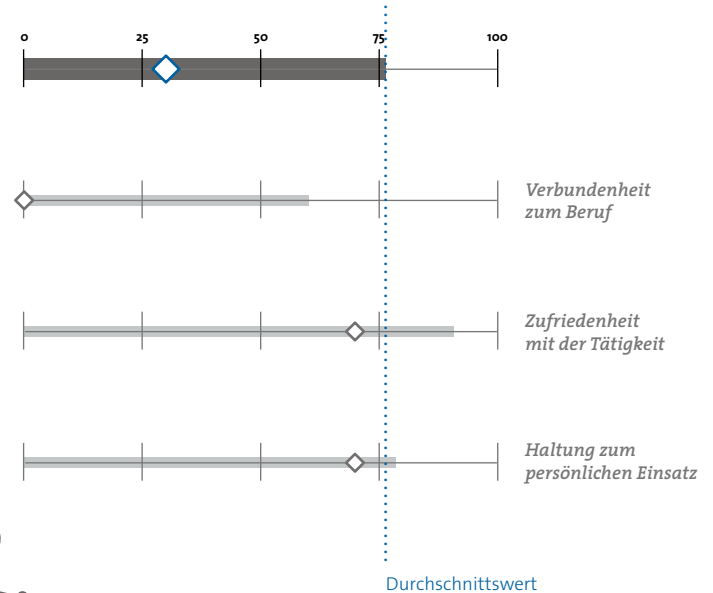 0 25 50 75 100
Verbundenheit
zum Beruf
Zufriedenheit
mit der Tätigkeit
Haltung zum
persönlichen Einsatz
Durchschnittswert